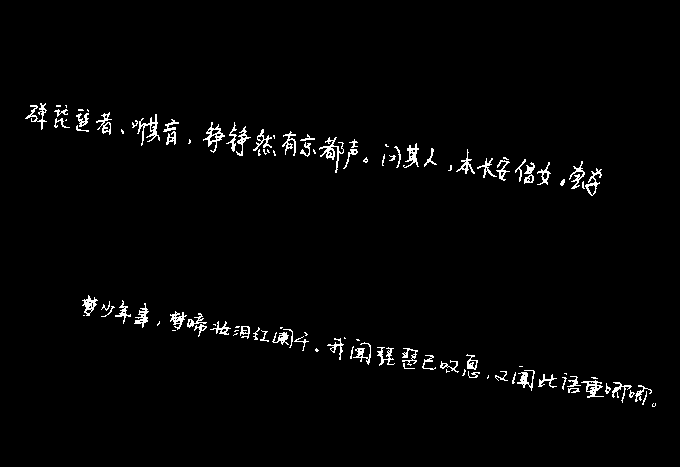 弹琵琶者、听其音，铮铮然有京都声。问其人，本长安倡女。尝学
梦少年事，梦啼妆泪红阑干。我闻琵琶已叹息，又闻此语重唧唧。